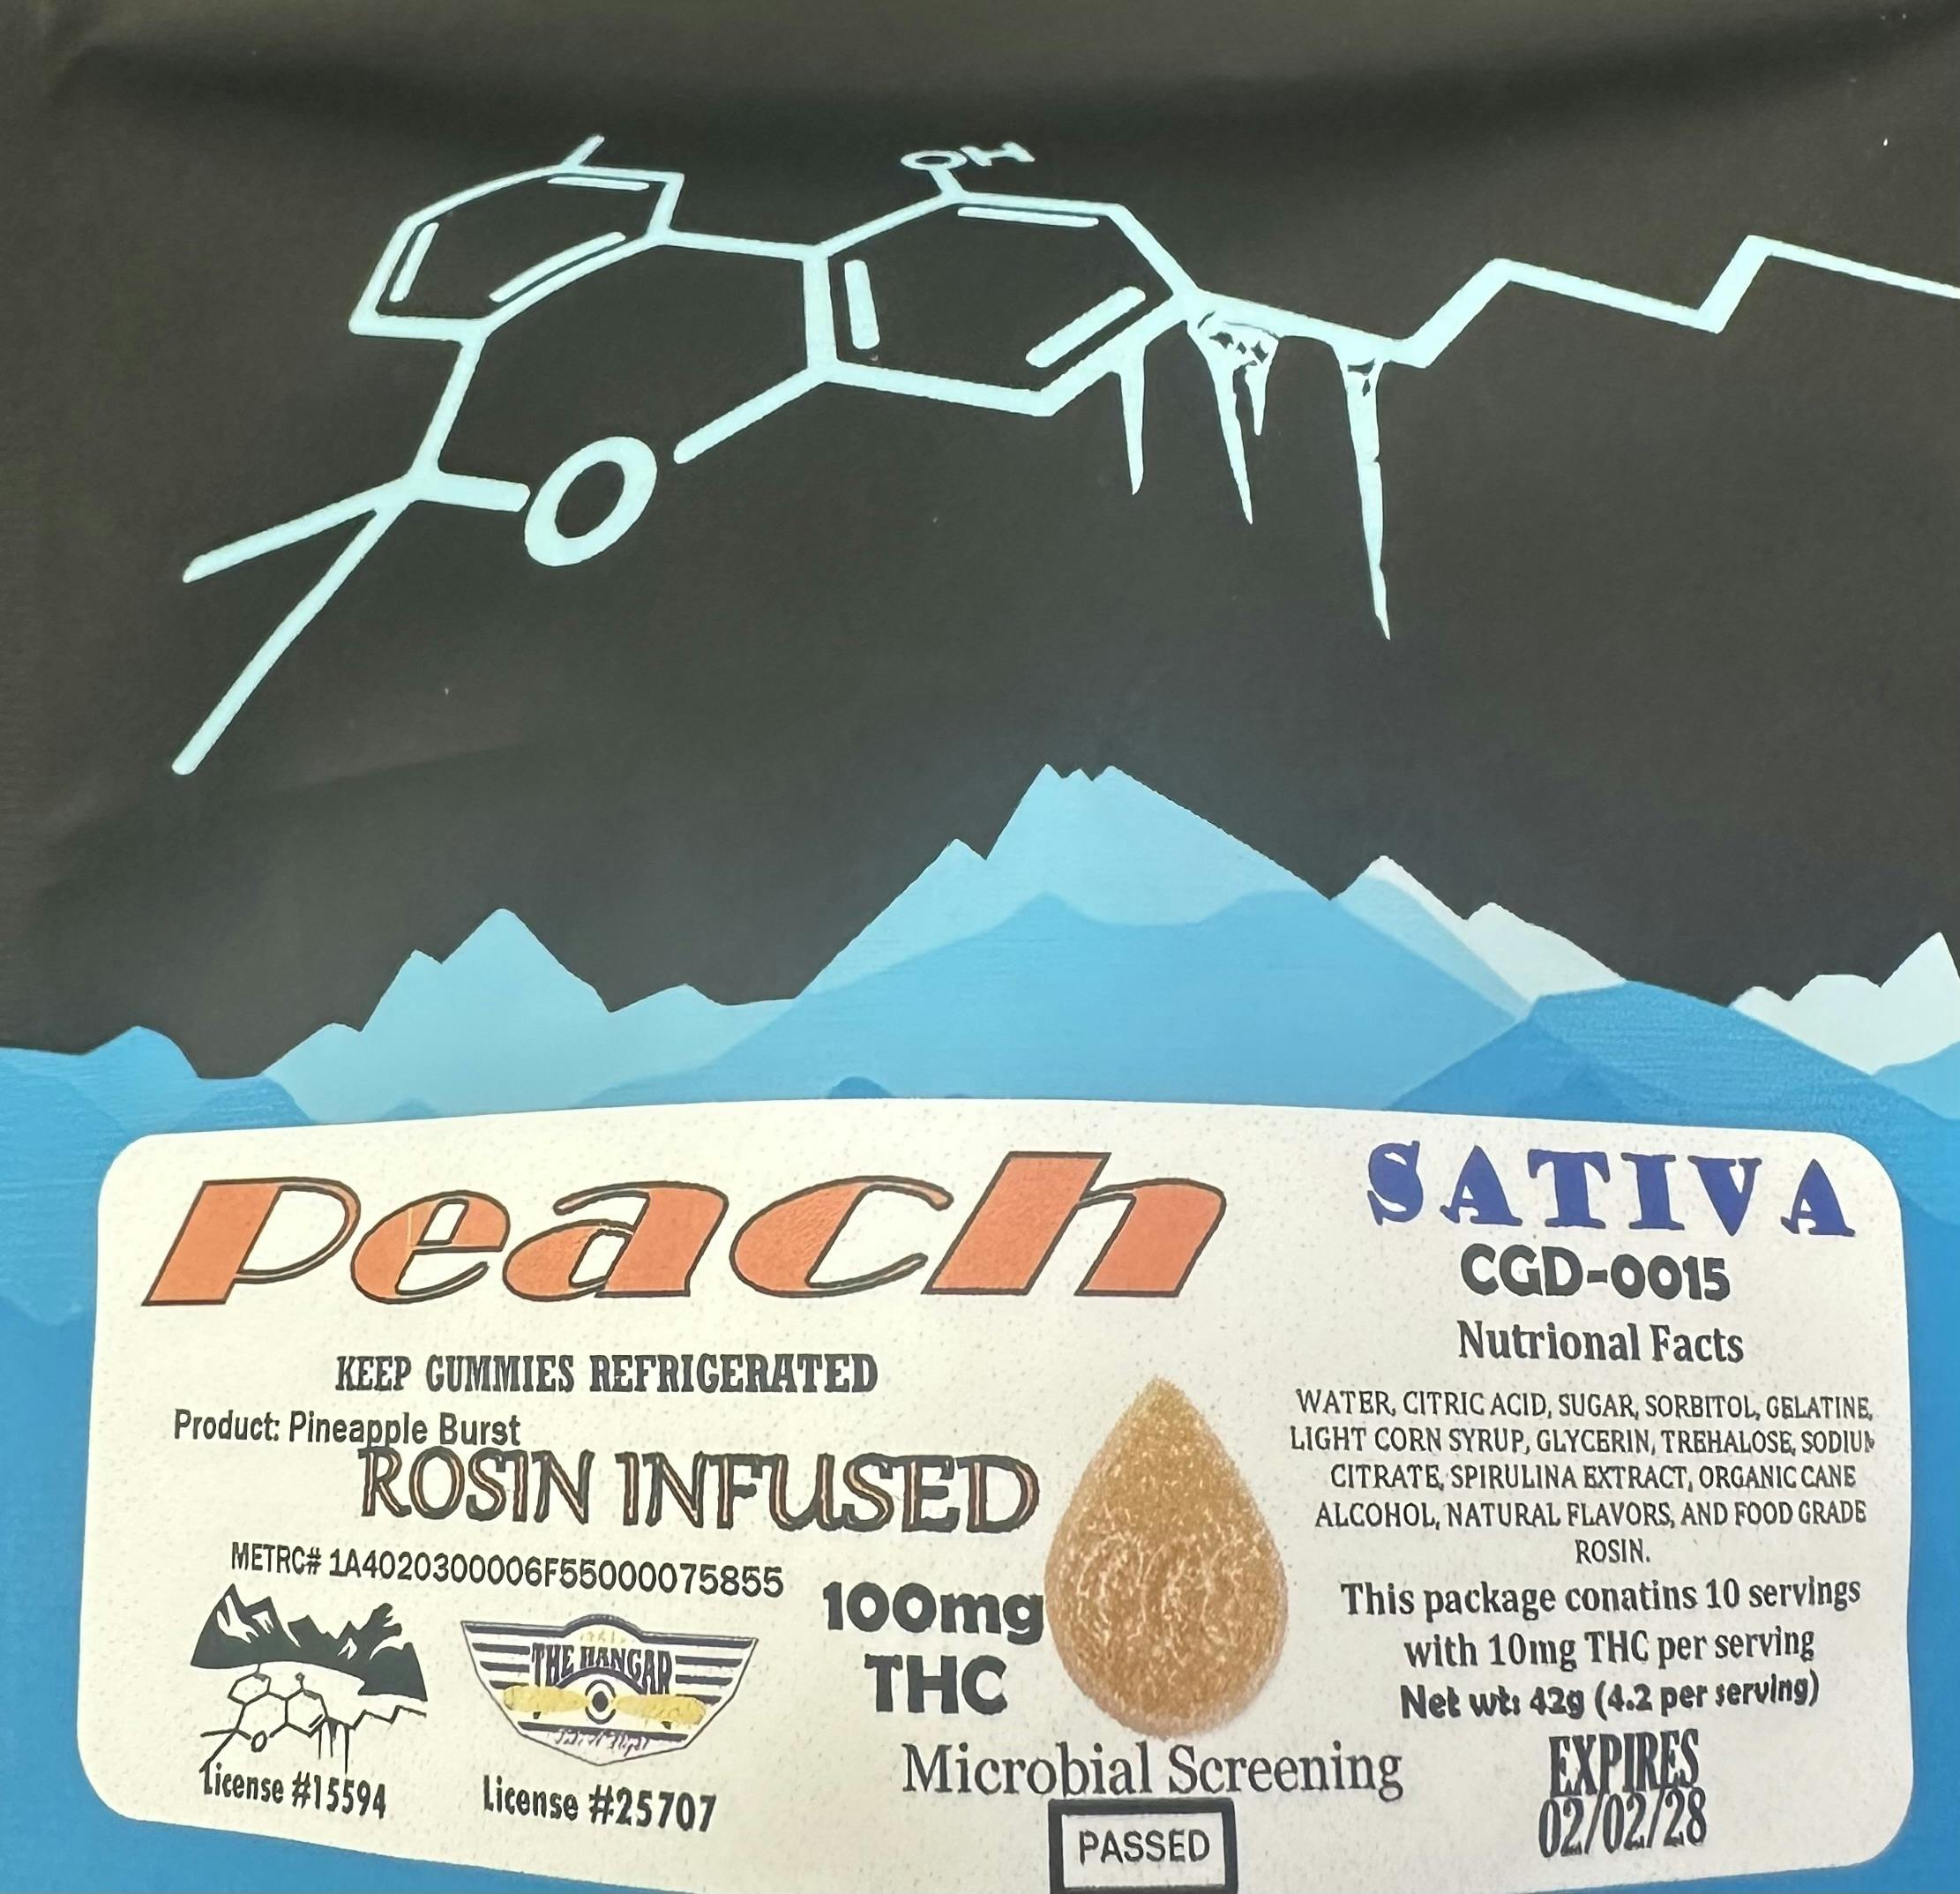 OH
O
Peach
KEEP GUMMIES REFRIGERATED
Product: Pineapple Burst
ROSIN INFUSED
METRC# 1A4020300006F55000075855
THE HANGAR
License #15594
License #25707
100mg
THC
Microbial Screening
PASSED
SATIVA
CGD-0015
Nutrional Facts
WATER, CITRIC ACID, SUGAR, SORBITOL, GELATINE,
LIGHT CORN SYRUP, GLYCERIN, TREHALOSE, SODIUM
CITRATE, SPIRULINA EXTRACT, ORGANIC CANE
ALCOHOL, NATURAL FLAVORS, AND FOOD GRADE
ROSIN.
This package conatins 10 servings
with 10mg THC per serving
Net wt: 42g (4.2 per serving)
EXPIRES
02/02/28